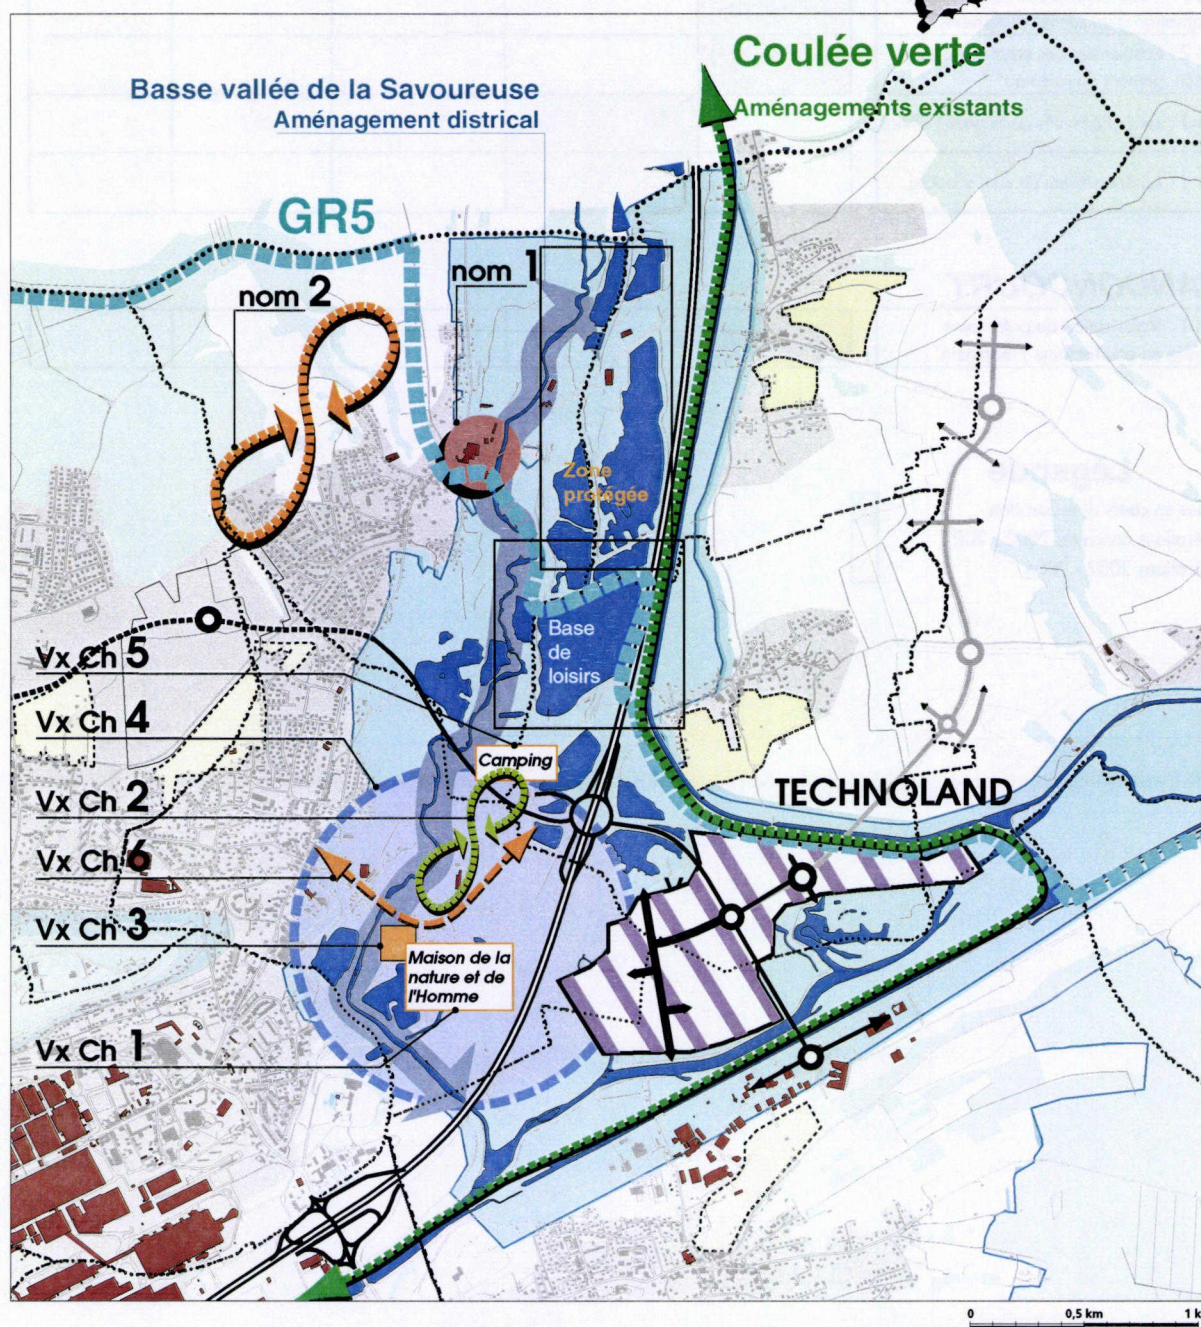 Coulée verte
Aménagements existants
Basse vallée de la Savoureuse
Aménagement districal
GR5
nom 1
nom 2
Zone
protégée
Base
de
loisirs
Vx Ch 5
Vx Ch 4
Camping
Vx Ch 2
TECHNOLAND
Vx Ch 6
Vx Ch 3
Maison de la
nature et de
l'Homme
Vx Ch 1
0 0,5 km 1 k